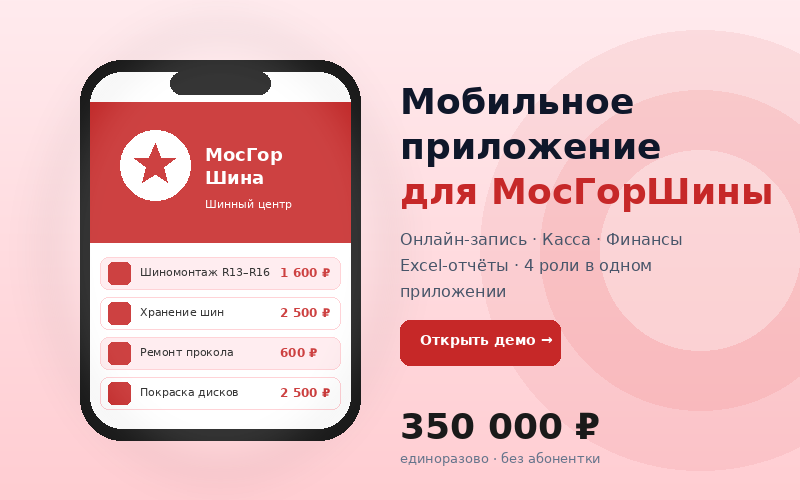 МосГор
Шина
Шинный центр
Шиномонтаж R13–R16 1 600 ₽
Хранение шин 2 500 ₽
Ремонт прокола 600 ₽
Покраска дисков 2 500 ₽
Мобильное
приложение
для МосГорШины
Онлайн-запись · Касса · Финансы
Excel-отчёты · 4 роли в одном
приложении
Открыть демо →
350 000 ₽
единоразово · без абонентки